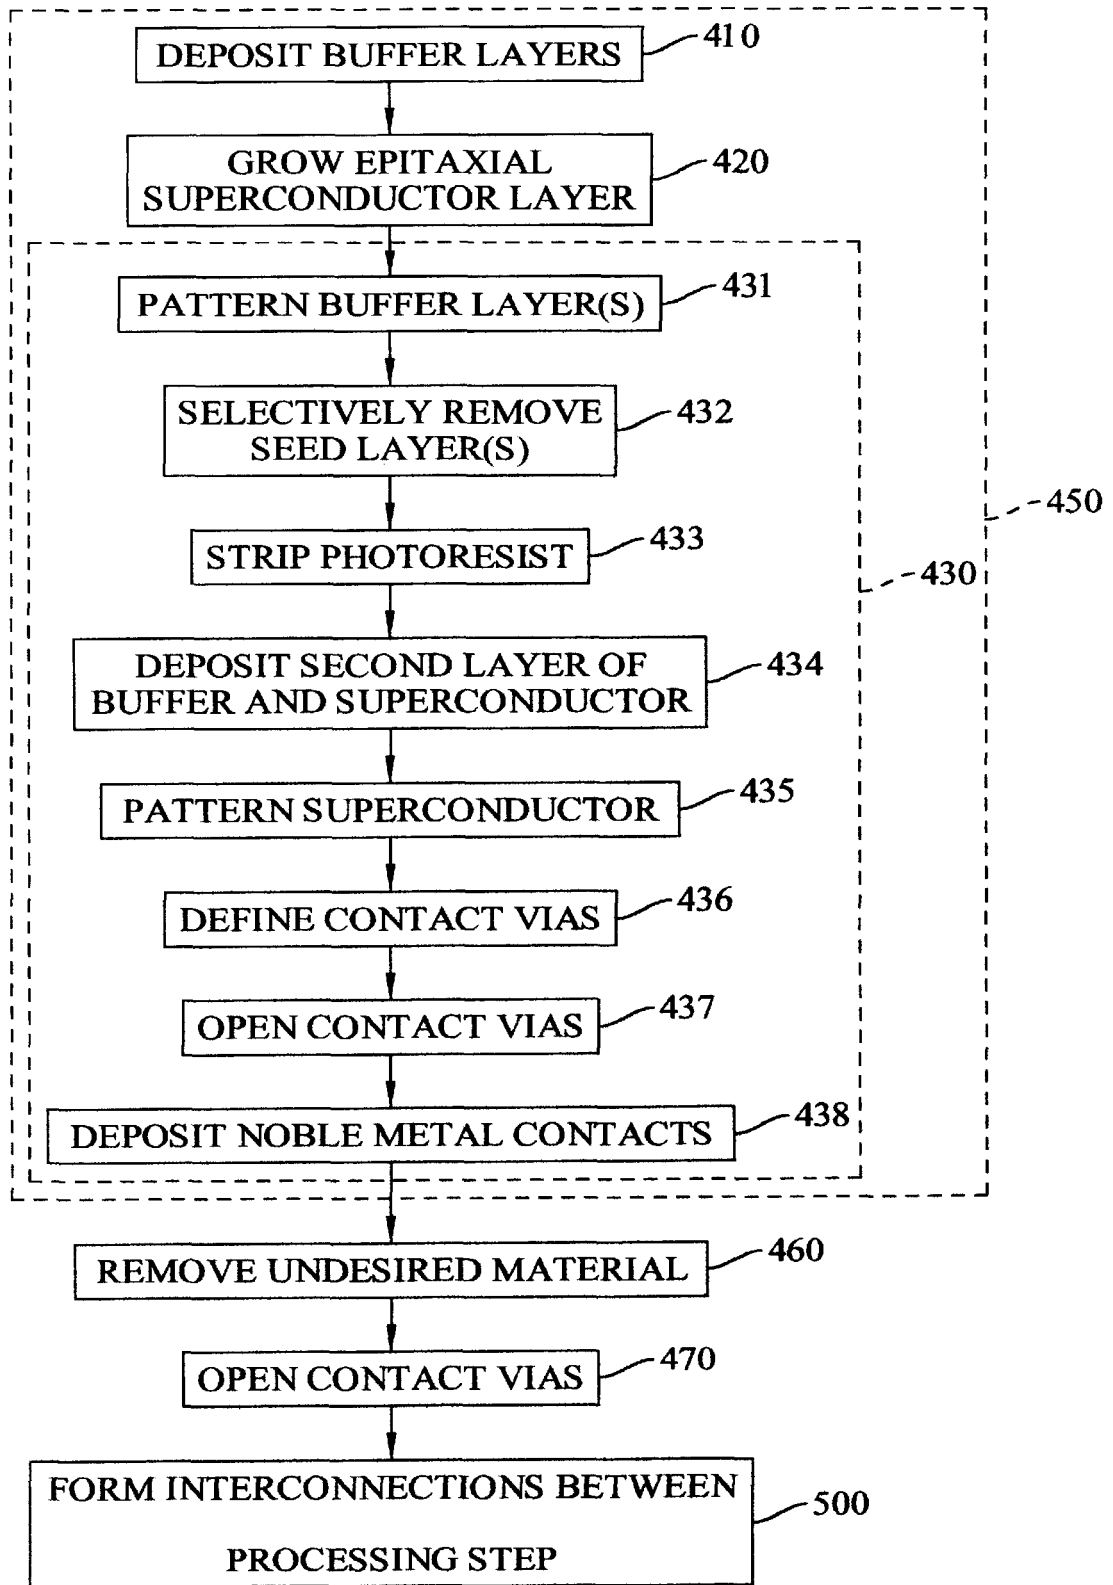 DEPOSIT BUFFER LAYERS
410
GROW EPITAXIAL
SUPERCONDUCTOR LAYER
420
PATTERN BUFFER LAYER(S)
431
SELECTIVELY REMOVE
SEED LAYER(S)
432
STRIP PHOTORESIST
433
450
430
DEPOSIT SECOND LAYER OF
BUFFER AND SUPERCONDUCTOR
434
PATTERN SUPERCONDUCTOR
435
DEFINE CONTACT VIAS
436
OPEN CONTACT VIAS
437
DEPOSIT NOBLE METAL CONTACTS
438
REMOVE UNDESIRED MATERIAL
460
OPEN CONTACT VIAS
470
FORM INTERCONNECTIONS BETWEEN
PROCESSING STEP
500